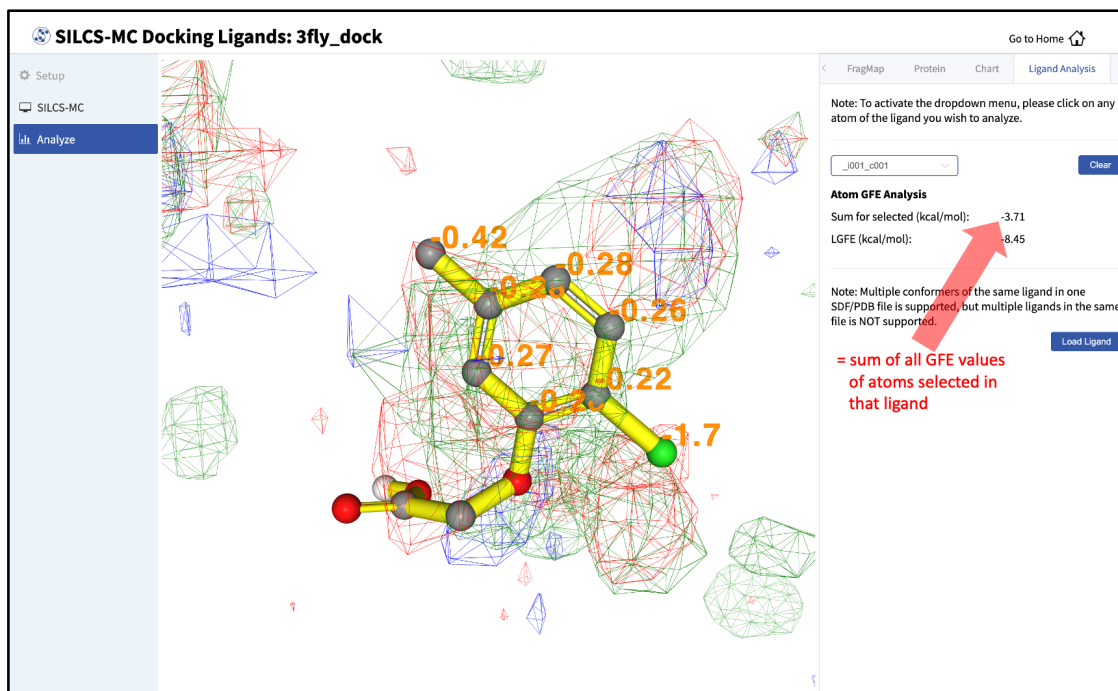 SILCS-MC Docking Ligands: 3fly_dock
Go to Home
Setup
SILCS-MC
Analyze
FragMap Protein Chart Ligand Analysis
Note: To activate the dropdown menu, please click on any
atom of the ligand you wish to analyze.
_i001_c001
Clear
Atom GFE Analysis
Sum for selected (kcal/mol): -3.71
LGFE (kcal/mol): -8.45
Note: Multiple conformers of the same ligand in one
SDF/PDB file is supported, but multiple ligands in the same
file is NOT supported.
Load Ligand
= sum of all GFE values
of atoms selected in
that ligand
-0.42
-0.28
-0.26
-0.27
-0.22
-1.7